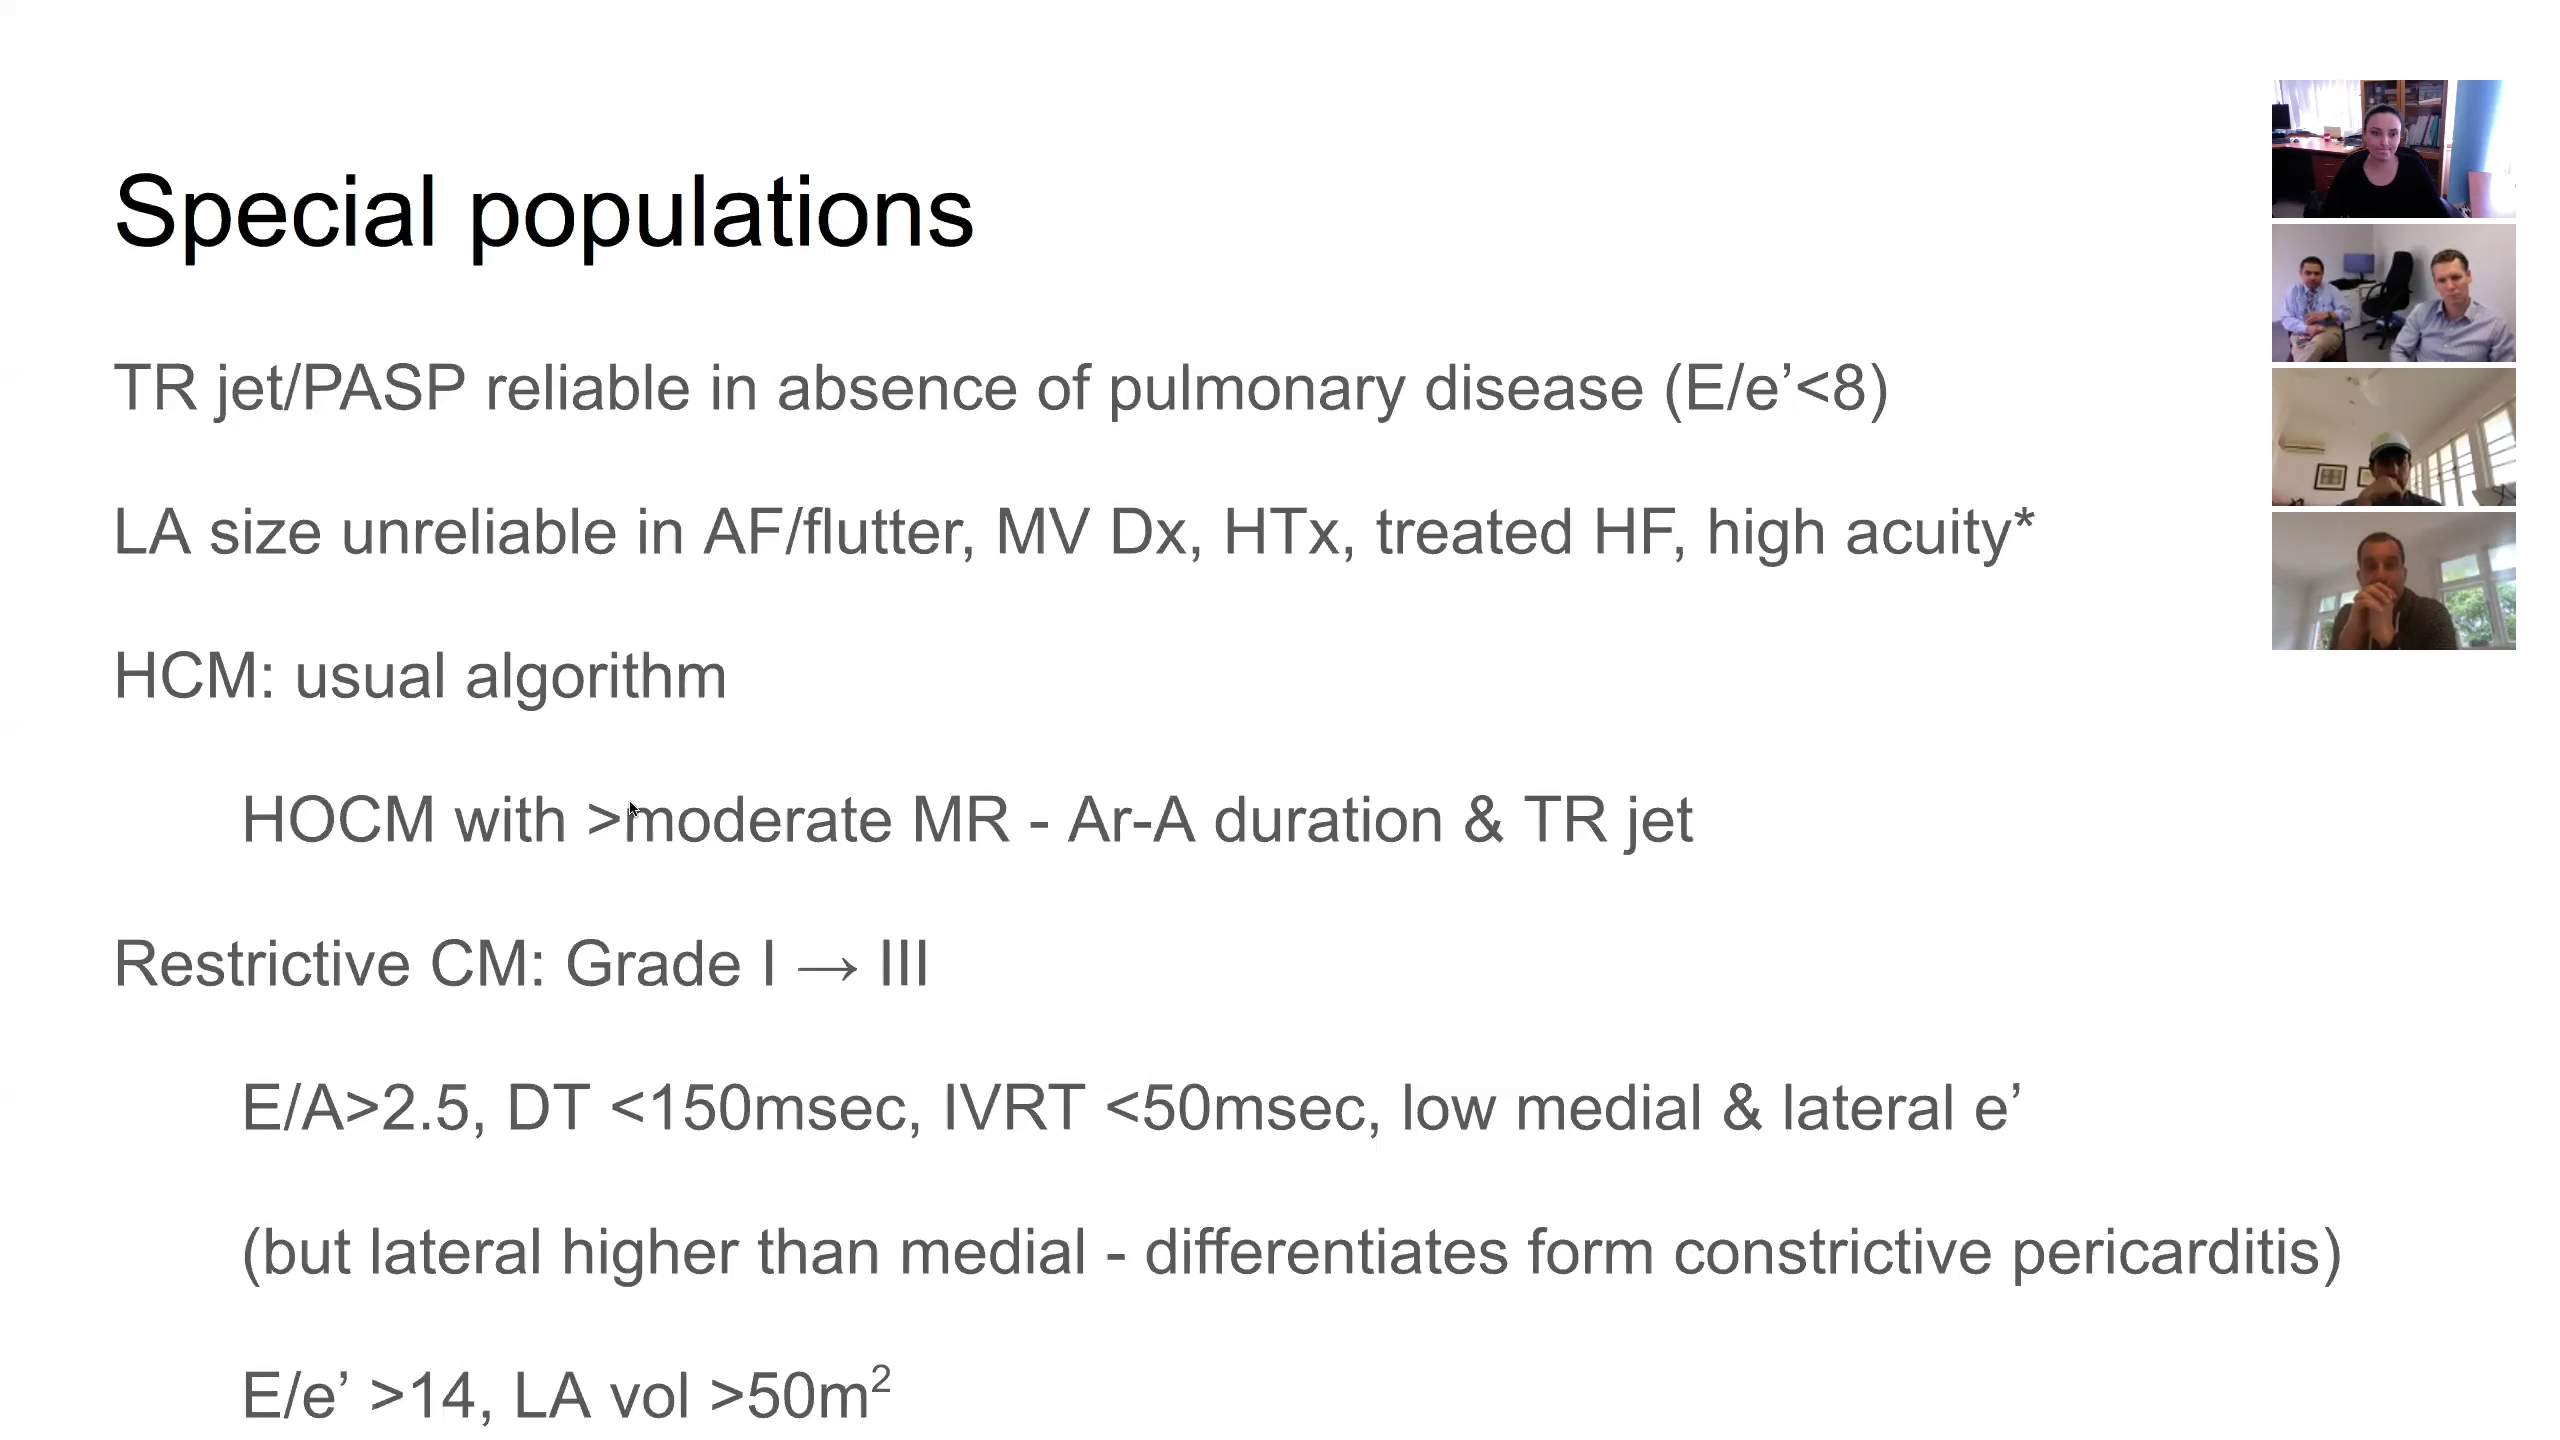 Special populations
TR jet/PASP reliable in absence of pulmonary disease (E/e’<8)
LA size unreliable in AF/flutter, MV Dx, HTx, treated HF, high acuity*
HCM: usual algorithm
HOCM with >moderate MR - Ar-A duration & TR jet
Restrictive CM: Grade I → III
E/A>2.5, DT <150msec, IVRT <50msec, low medial & lateral e’
(but lateral higher than medial - differentiates form constrictive pericarditis)
E/e’ >14, LA vol >50m²